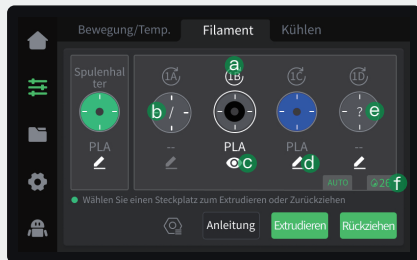 Bewegung/Temp. Filament Kühlen
a
Spulenhal
ter
1A 1B 1C 1D
b / ? e
PLA -- PLA PLA --
c d
AUTO 26 f
Wählen Sie einen Steckplatz zum Extrudieren oder Zurückziehen
Anleitung Extrudieren Rückziehen